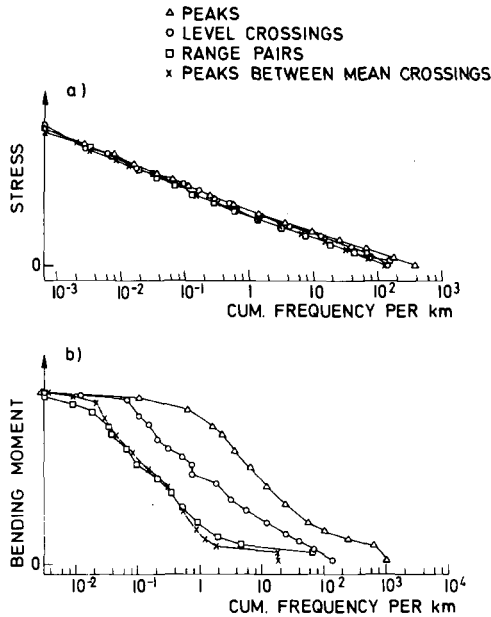 △ PEAKS
○ LEVEL CROSSINGS
□ RANGE PAIRS
× PEAKS BETWEEN MEAN CROSSINGS
a)
STRESS
0
10⁻³ 10⁻² 10⁻¹ 1 10 10² 10³
CUM. FREQUENCY PER km
b)
BENDING MOMENT
0
10⁻² 10⁻¹ 1 10 10² 10³ 10⁴
CUM. FREQUENCY PER km